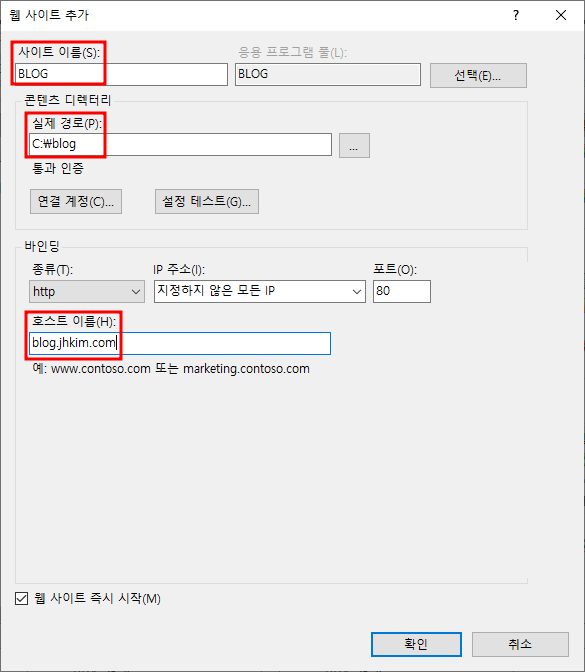 웹 사이트 추가
사이트 이름(S): 응용 프로그램 풀(L):
BLOG BLOG 선택(E)...
콘텐츠 디렉터리
실제 경로(P):
C:₩blog ...
통과 인증
연결 계정(C)... 설정 테스트(G)...
바인딩
종류(T): IP 주소(I): 포트(O):
http 지정하지 않은 모든 IP 80
호스트 이름(H):
blog.jhkim.com
예: www.contoso.com 또는 marketing.contoso.com
웹 사이트 즉시 시작(M)
확인 취소